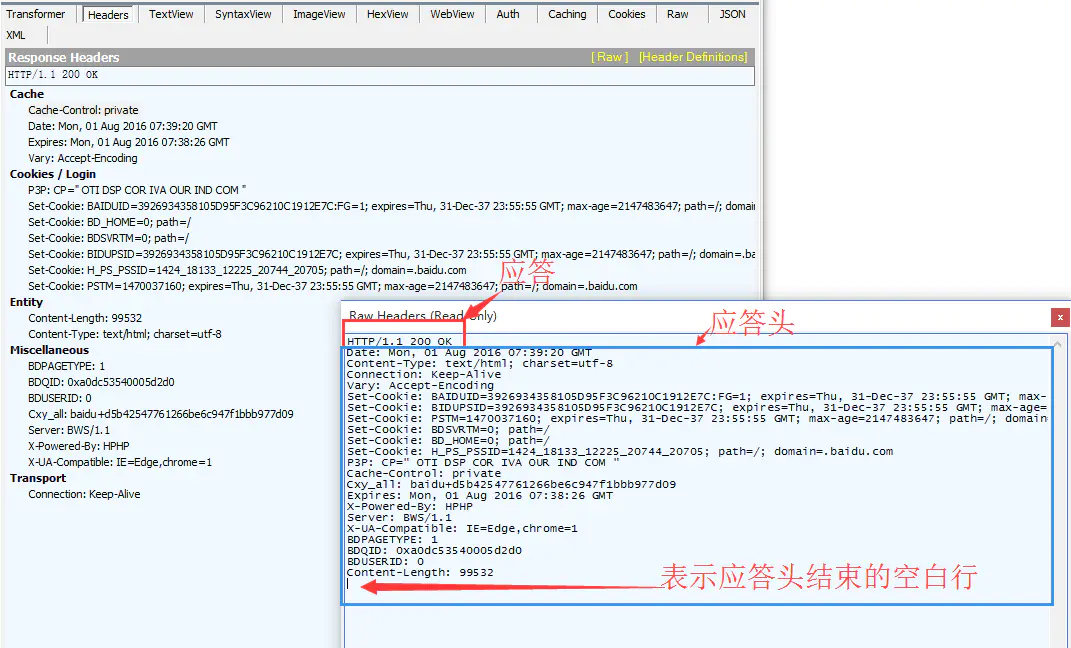 Transformer Headers TextView SyntaxView ImageView HexView WebView Auth Caching Cookies Raw JSON
XML
Response Headers [ Raw ] [Header Definitions]
HTTP/1.1 200 OK
Cache
Cache-Control: private
Date: Mon, 01 Aug 2016 07:39:20 GMT
Expires: Mon, 01 Aug 2016 07:38:26 GMT
Vary: Accept-Encoding
Cookies / Login
P3P: CP=" OTI DSP COR IVA OUR IND COM "
Set-Cookie: BAIDUID=3926934358105D95F3C96210C1912E7C:FG=1; expires=Thu, 31-Dec-37 23:55:55 GMT; max-age=2147483647; path=/; domai
Set-Cookie: BD_HOME=0; path=/
Set-Cookie: BDSVRTM=0; path=/
Set-Cookie: BIDUPSID=3926934358105D95F3C96210C1912E7C; expires=Thu, 31-Dec-37 23:55:55 GMT; max-age=2147483647; path=/; domain=.ba
Set-Cookie: H_PS_PSSID=1424_18133_12225_20744_20705; path=/; domain=.baidu.com
Set-Cookie: PSTM=1470037160; expires=Thu, 31-Dec-37 23:55:55 GMT; max-age=2147483647; path=/; domain=.baidu.com
Entity
Content-Length: 99532
Content-Type: text/html; charset=utf-8
Miscellaneous
BDPAGETYPE: 1
BDQID: 0xa0dc53540005d2d0
BDUSERID: 0
Cxy_all: baidu+d5b42547761266be6c947f1bbb977d09
Server: BWS/1.1
X-Powered-By: HPHP
X-UA-Compatible: IE=Edge,chrome=1
Transport
Connection: Keep-Alive
应答
Raw Headers (Read Only)
x
应答头
HTTP/1.1 200 OK
Date: Mon, 01 Aug 2016 07:39:20 GMT
Content-Type: text/html; charset=utf-8
Connection: Keep-Alive
Vary: Accept-Encoding
Set-Cookie: BAIDUID=3926934358105D95F3C96210C1912E7C:FG=1; expires=Thu, 31-Dec-37 23:55:55 GMT; max-
Set-Cookie: BIDUPSID=3926934358105D95F3C96210C1912E7C; expires=Thu, 31-Dec-37 23:55:55 GMT; max-age=
Set-Cookie: PSTM=1470037160; expires=Thu, 31-Dec-37 23:55:55 GMT; max-age=2147483647; path=/; domain
Set-Cookie: BDSVRTM=0; path=/
Set-Cookie: BD_HOME=0; path=/
Set-Cookie: H_PS_PSSID=1424_18133_12225_20744_20705; path=/; domain=.baidu.com
P3P: CP=" OTI DSP COR IVA OUR IND COM "
Cache-Control: private
Cxy_all: baidu+d5b42547761266be6c947f1bbb977d09
Expires: Mon, 01 Aug 2016 07:38:26 GMT
X-Powered-By: HPHP
Server: BWS/1.1
X-UA-Compatible: IE=Edge,chrome=1
BDPAGETYPE: 1
BDQID: 0xa0dc53540005d2d0
BDUSERID: 0
Content-Length: 99532
表示应答头结束的空白行